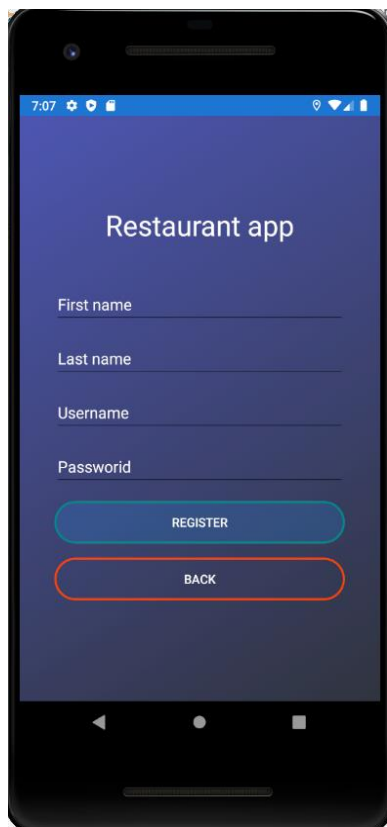 7:07
Restaurant app
First name
Last name
Username
Passworid
REGISTER
BACK